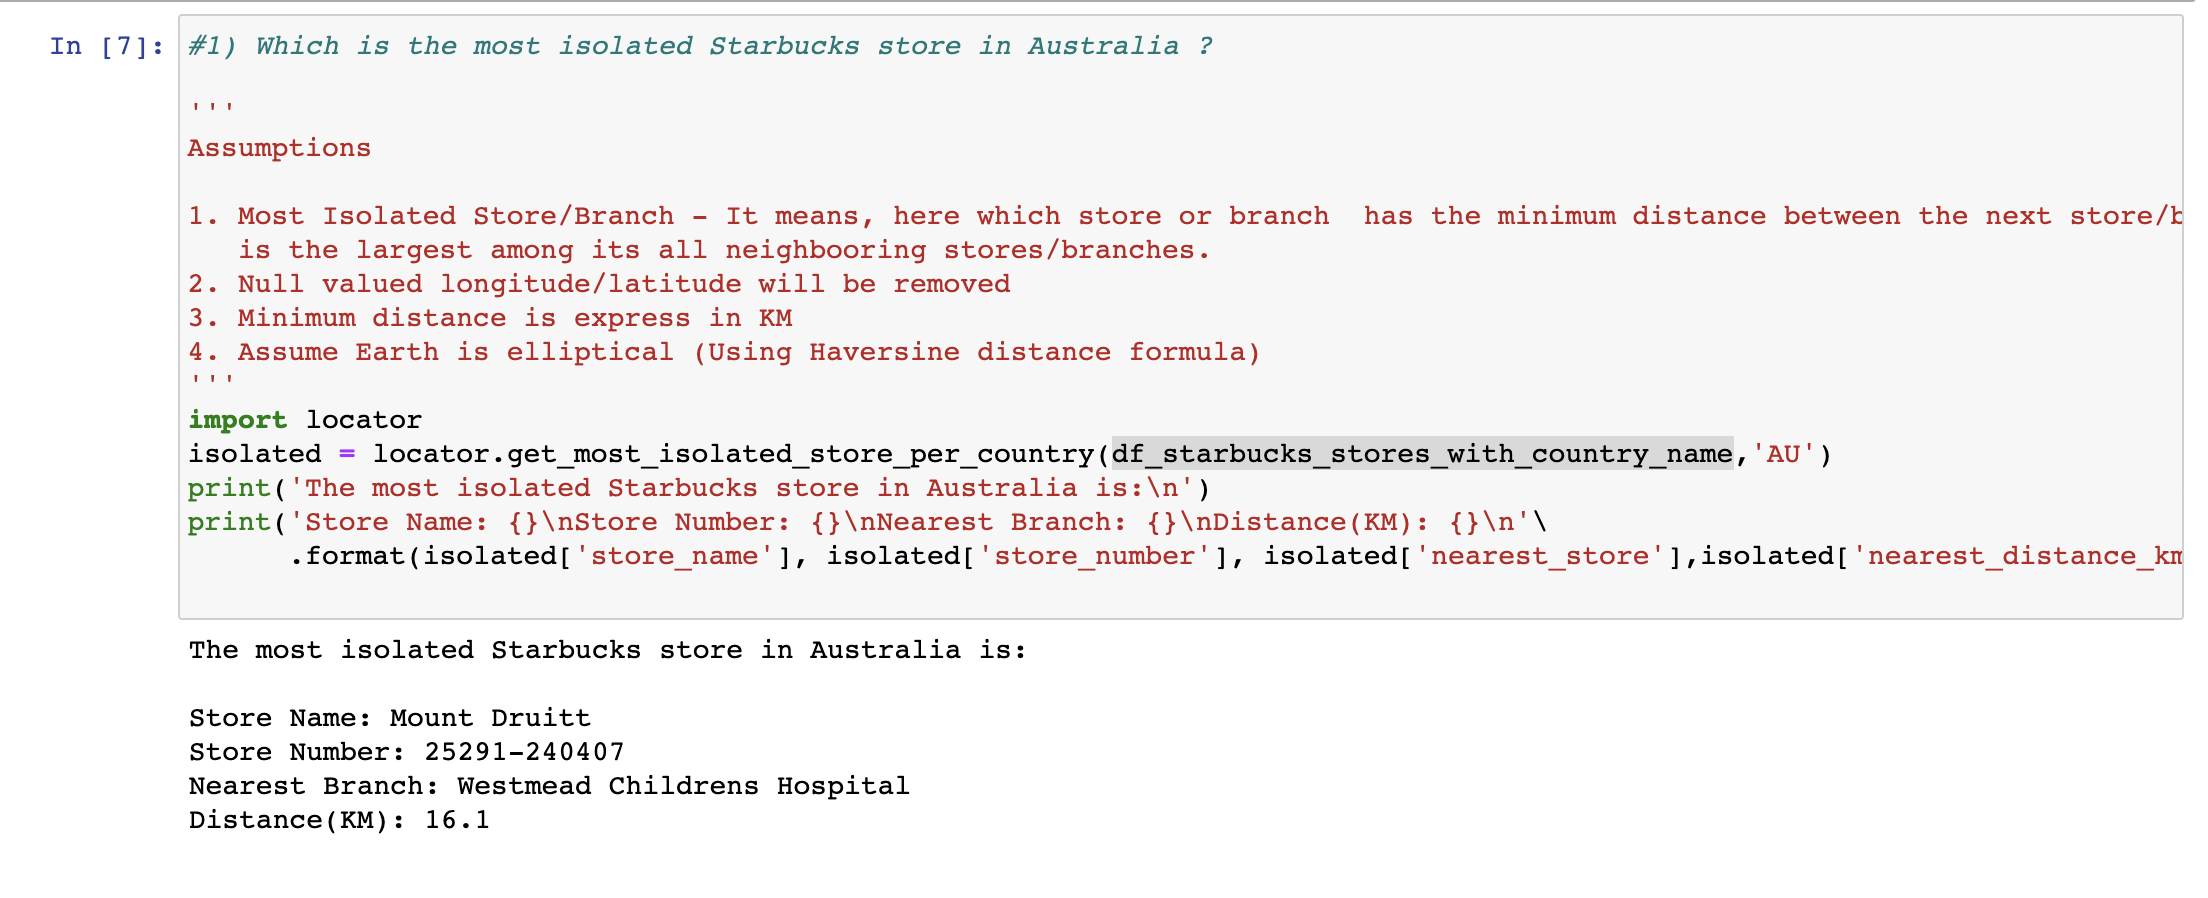 In [7]: #1) Which is the most isolated Starbucks store in Australia ?
'''
Assumptions
1. Most Isolated Store/Branch - It means, here which store or branch  has the minimum distance between the next store/b
   is the largest among its all neighbooring stores/branches.
2. Null valued longitude/latitude will be removed
3. Minimum distance is express in KM
4. Assume Earth is elliptical (Using Haversine distance formula)
'''
import locator
isolated = locator.get_most_isolated_store_per_country(df_starbucks_stores_with_country_name,'AU')
print('The most isolated Starbucks store in Australia is:\n')
print('Store Name: {}\nStore Number: {}\nNearest Branch: {}\nDistance(KM): {}\n'\
      .format(isolated['store_name'], isolated['store_number'], isolated['nearest_store'],isolated['nearest_distance_km
The most isolated Starbucks store in Australia is:
Store Name: Mount Druitt
Store Number: 25291-240407
Nearest Branch: Westmead Childrens Hospital
Distance(KM): 16.1